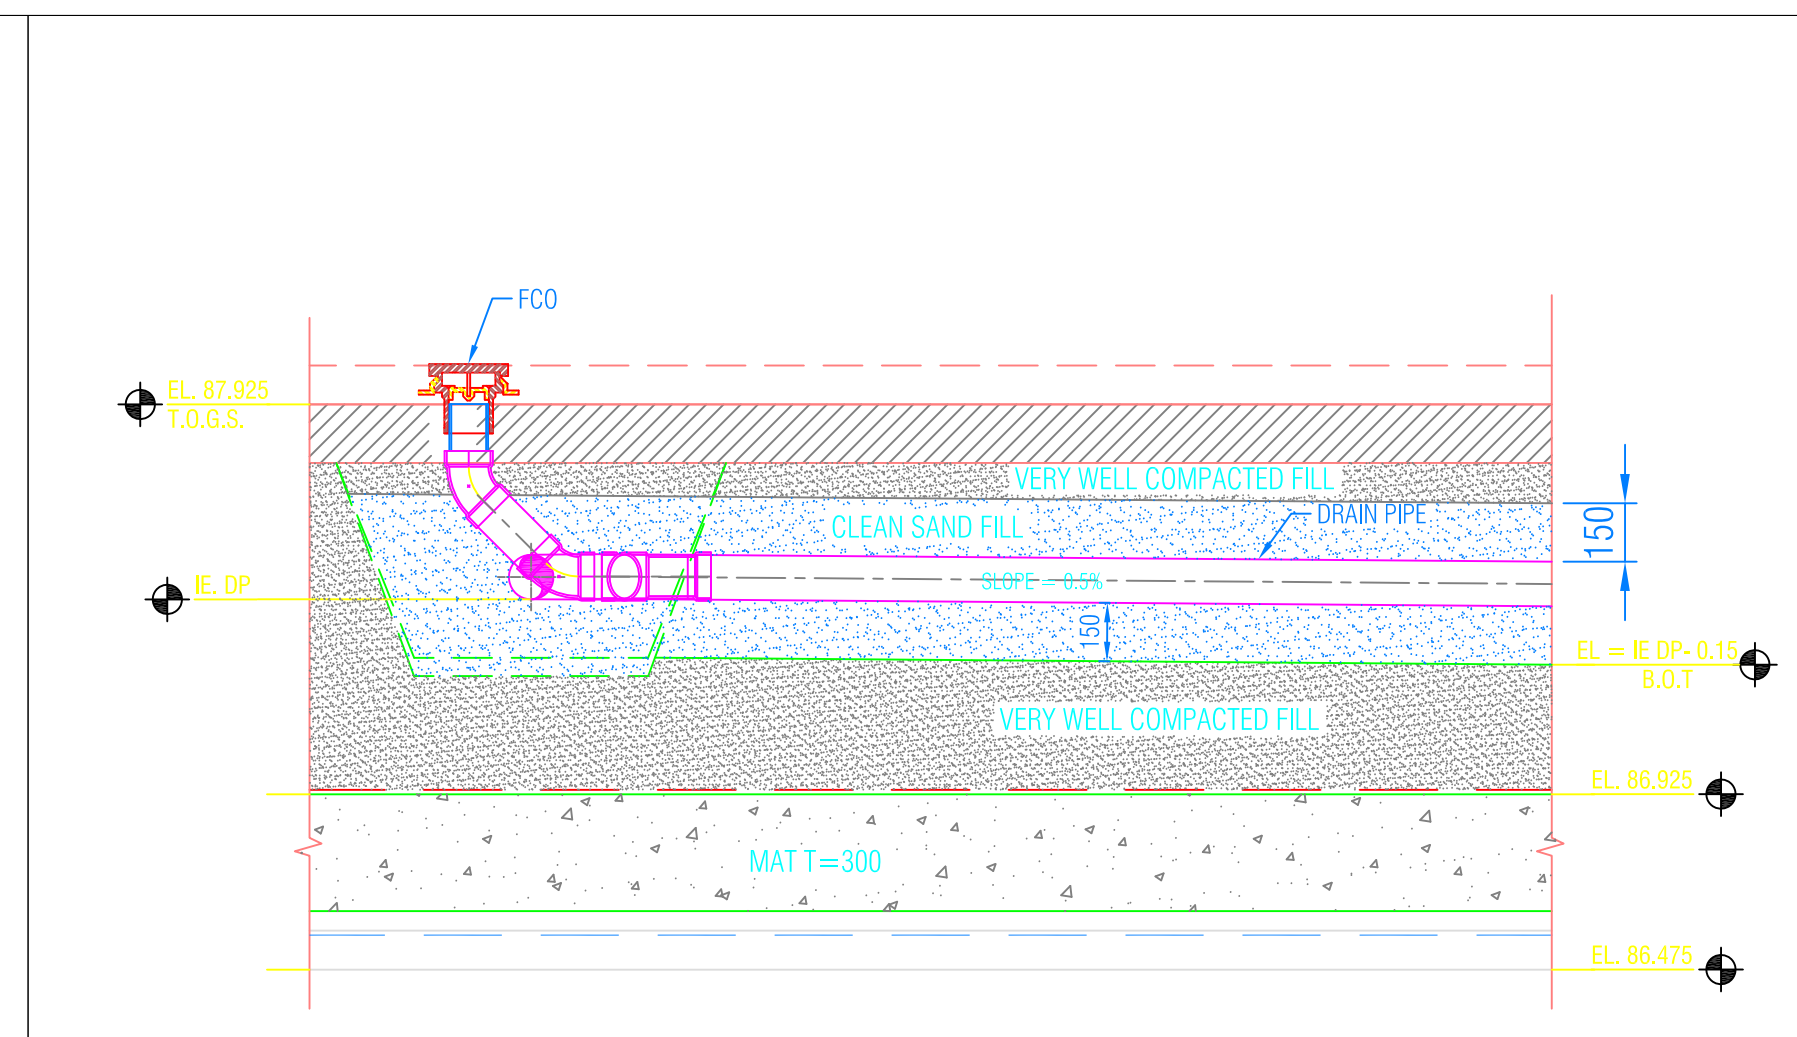 FCO
EL. 87.925
T.O.G.S.
VERY WELL COMPACTED FILL
CLEAN SAND FILL
DRAIN PIPE
150
IE. DP
SLOPE = 0.5%
150
EL = IE DP- 0.15
B.O.T
VERY WELL COMPACTED FILL
EL. 86.925
MAT T=300
EL. 86.475